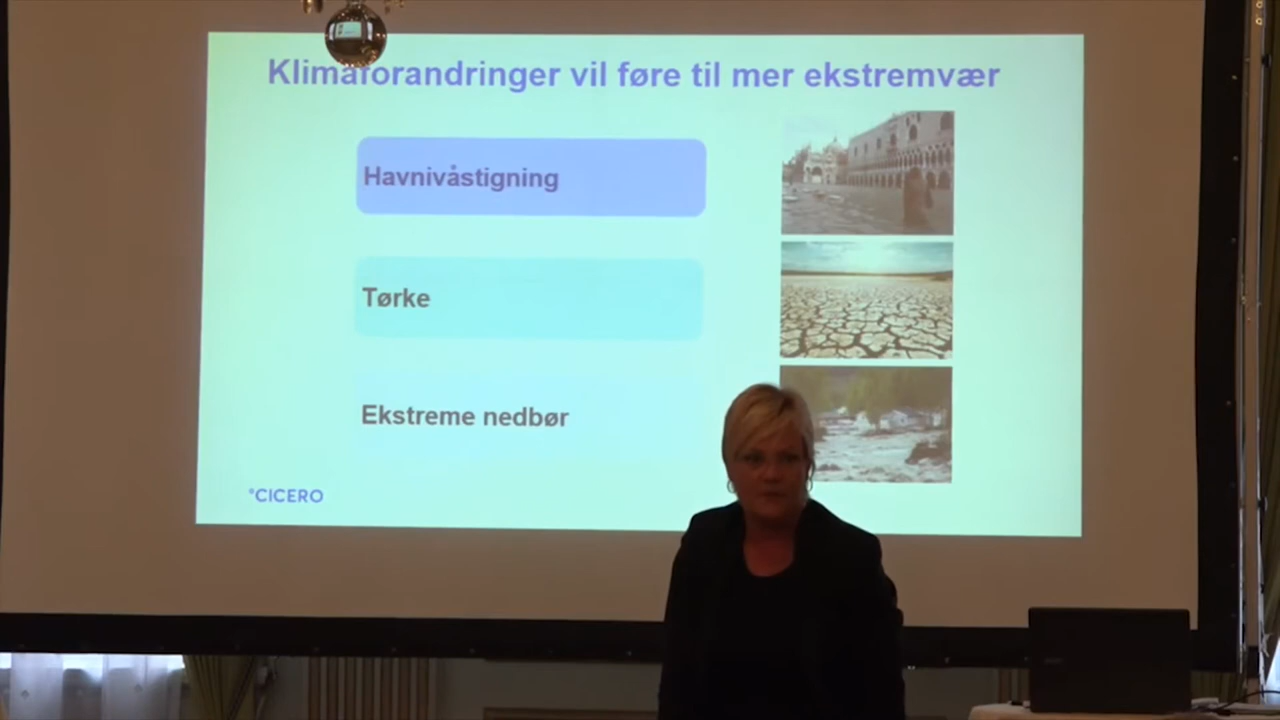 Klimaforandringer vil føre til mer ekstremvær
Havnivåstigning
Tørke
Ekstreme nedbør
°CICERO